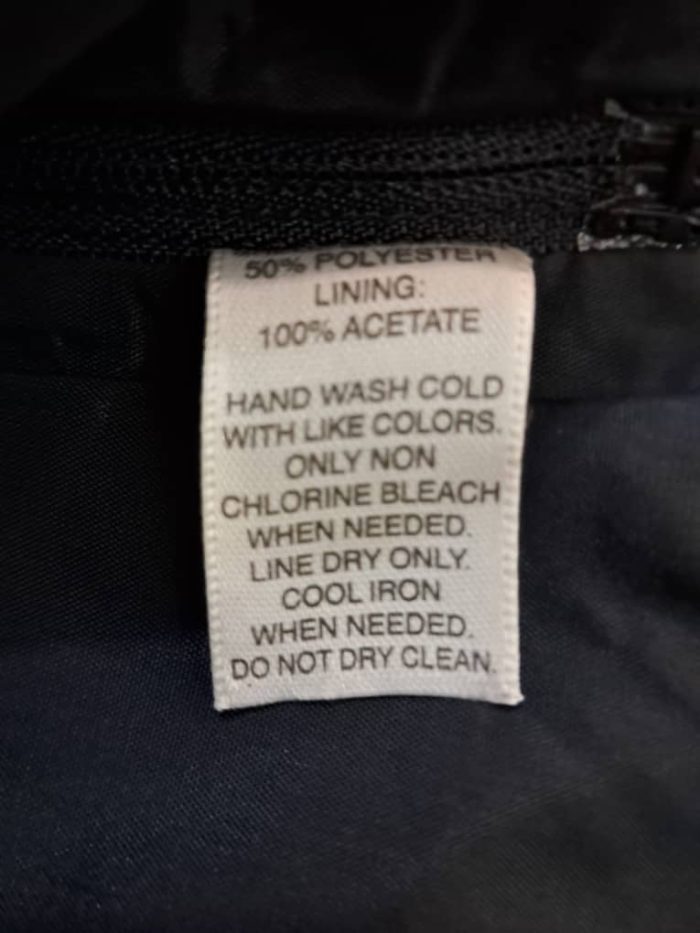 50% POLYESTER
LINING:
100% ACETATE
HAND WASH COLD
WITH LIKE COLORS.
ONLY NON
CHLORINE BLEACH
WHEN NEEDED.
LINE DRY ONLY.
COOL IRON
WHEN NEEDED.
DO NOT DRY CLEAN.